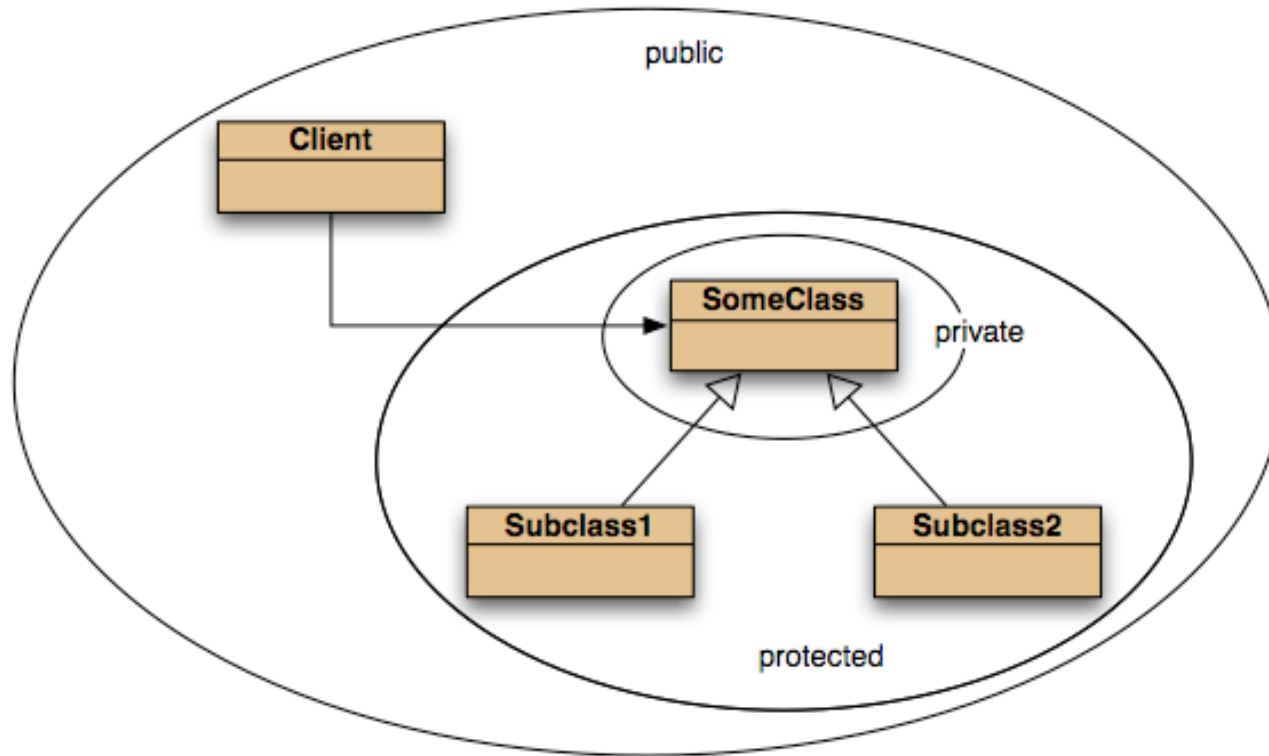 public
Client
SomeClass
private
Subclass1
Subclass2
protected